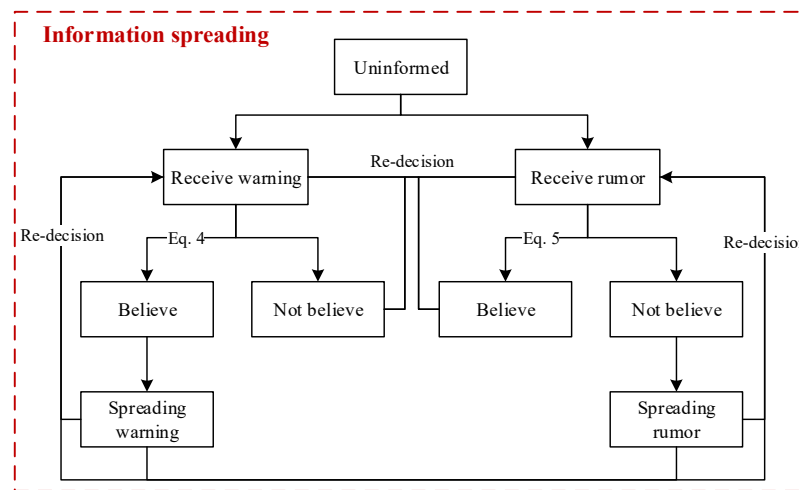 Information spreading
Uninformed
Receive warning
Re-decision
Receive rumor
Re-decision
Eq. 4
Eq. 5
Re-decision
Believe
Not believe
Believe
Not believe
Spreading
warning
Spreading
rumor